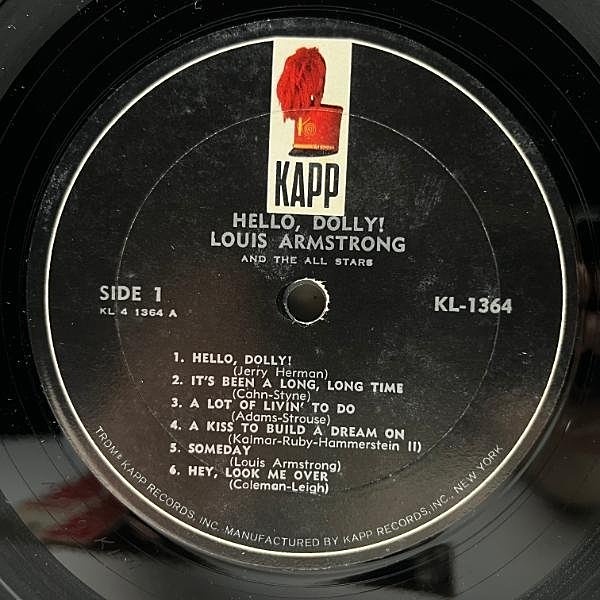 KAPP
HELLO, DOLLY!
LOUIS ARMSTRONG
AND THE ALL STARS
SIDE 1
KL 4 1364 A
KL-1364
1. HELLO, DOLLY!
(Jerry Herman)
2. IT'S BEEN A LONG, LONG TIME
(Cahn-Styne)
3. A LOT OF LIVIN' TO DO
(Adams-Strouse)
4. A KISS TO BUILD A DREAM ON
(Kalmar-Ruby-Hammerstein II)
5. SOMEDAY
(Louis Armstrong)
6. HEY, LOOK ME OVER
(Coleman-Leigh)
TRDMK KAPP RECORDS, INC. MANUFACTURED BY KAPP RECORDS, INC., NEW YORK